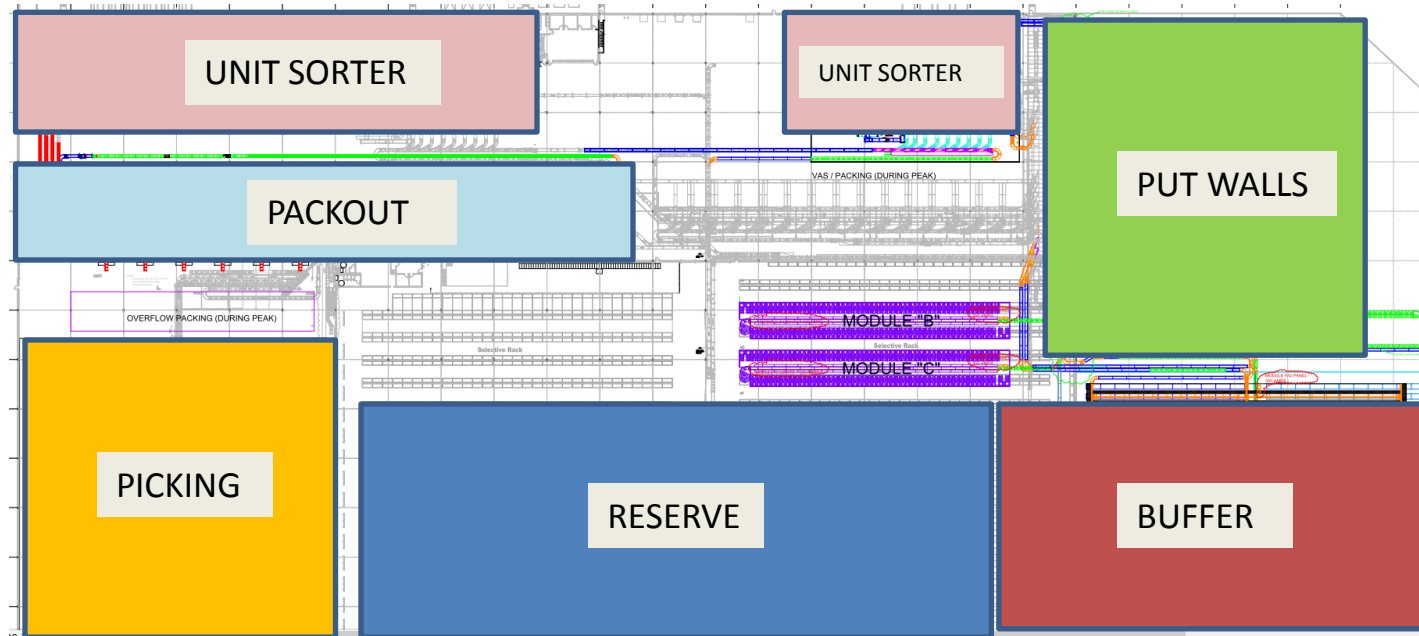 UNIT SORTER
UNIT SORTER
PUT WALLS
PACKOUT
VAS / PACKING (DURING PEAK)
OVERFLOW PACKING (DURING PEAK)
MODULE "B"
Selective Rack
Selective Rack
MODULE "C"
PICKING
RESERVE
BUFFER